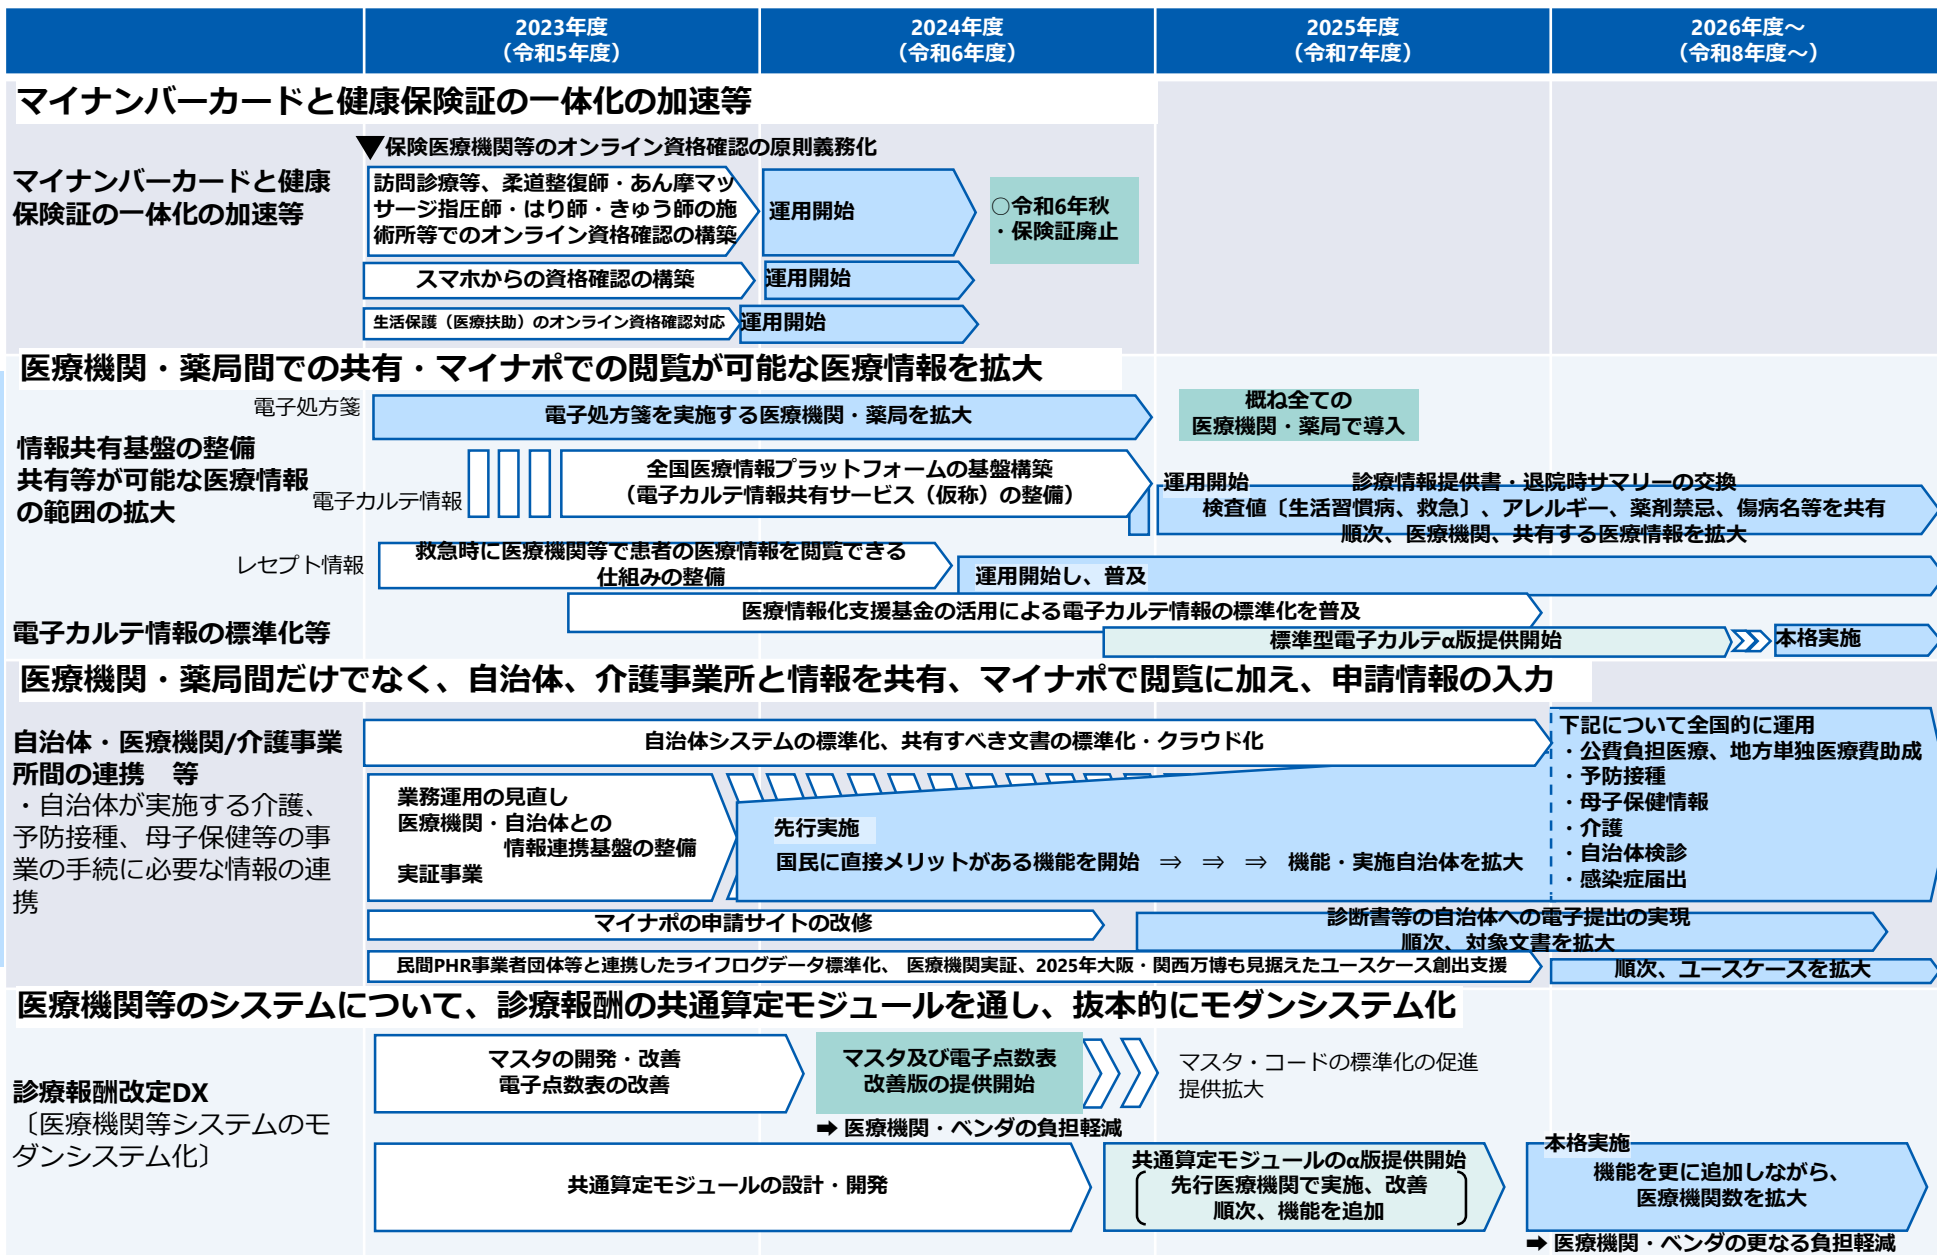 2023年度
（令和5年度）
2024年度
（令和6年度）
2025年度
（令和7年度）
2026年度～
（令和8年度～）
マイナンバーカードと健康保険証の一体化の加速等
マイナンバーカードと健康
保険証の一体化の加速等
▼保険医療機関等のオンライン資格確認の原則義務化
訪問診療等、柔道整復師・あん摩マッ
サージ指圧師・はり師・きゅう師の施
術所等でのオンライン資格確認の構築
運用開始
○令和6年秋
・保険証廃止
スマホからの資格確認の構築
運用開始
生活保護（医療扶助）のオンライン資格確認対応
運用開始
医療機関・薬局間での共有・マイナポでの閲覧が可能な医療情報を拡大
情報共有基盤の整備
共有等が可能な医療情報
の範囲の拡大
電子処方箋
電子処方箋を実施する医療機関・薬局を拡大
概ね全ての
医療機関・薬局で導入
電子カルテ情報
全国医療情報プラットフォームの基盤構築
（電子カルテ情報共有サービス（仮称）の整備）
運用開始
診療情報提供書・退院時サマリーの交換
検査値〔生活習慣病、救急〕、アレルギー、薬剤禁忌、傷病名等を共有
順次、医療機関、共有する医療情報を拡大
レセプト情報
救急時に医療機関等で患者の医療情報を閲覧できる
仕組みの整備
運用開始し、普及
電子カルテ情報の標準化等
医療情報化支援基金の活用による電子カルテ情報の標準化を普及
標準型電子カルテα版提供開始
本格実施
医療機関・薬局間だけでなく、自治体、介護事業所と情報を共有、マイナポで閲覧に加え、申請情報の入力
自治体・医療機関/介護事業
所間の連携　等
・自治体が実施する介護、
予防接種、母子保健等の事
業の手続に必要な情報の連
携
自治体システムの標準化、共有すべき文書の標準化・クラウド化
業務運用の見直し
医療機関・自治体との
情報連携基盤の整備
実証事業
先行実施
国民に直接メリットがある機能を開始　⇒　⇒　⇒　機能・実施自治体を拡大
下記について全国的に運用
・公費負担医療、地方単独医療費助成
・予防接種
・母子保健情報
・介護
・自治体検診
・感染症届出
マイナポの申請サイトの改修
診断書等の自治体への電子提出の実現
順次、対象文書を拡大
民間PHR事業者団体等と連携したライフログデータ標準化、 医療機関実証、2025年大阪・関西万博も見据えたユースケース創出支援
順次、ユースケースを拡大
医療機関等のシステムについて、診療報酬の共通算定モジュールを通し、抜本的にモダンシステム化
診療報酬改定DX
〔医療機関等システムのモ
ダンシステム化〕
マスタの開発・改善
電子点数表の改善
マスタ及び電子点数表
改善版の提供開始
マスタ・コードの標準化の促進
提供拡大
➡ 医療機関・ベンダの負担軽減
共通算定モジュールの設計・開発
共通算定モジュールのα版提供開始
先行医療機関で実施、改善
順次、機能を追加
本格実施
機能を更に追加しながら、
医療機関数を拡大
➡ 医療機関・ベンダの更なる負担軽減